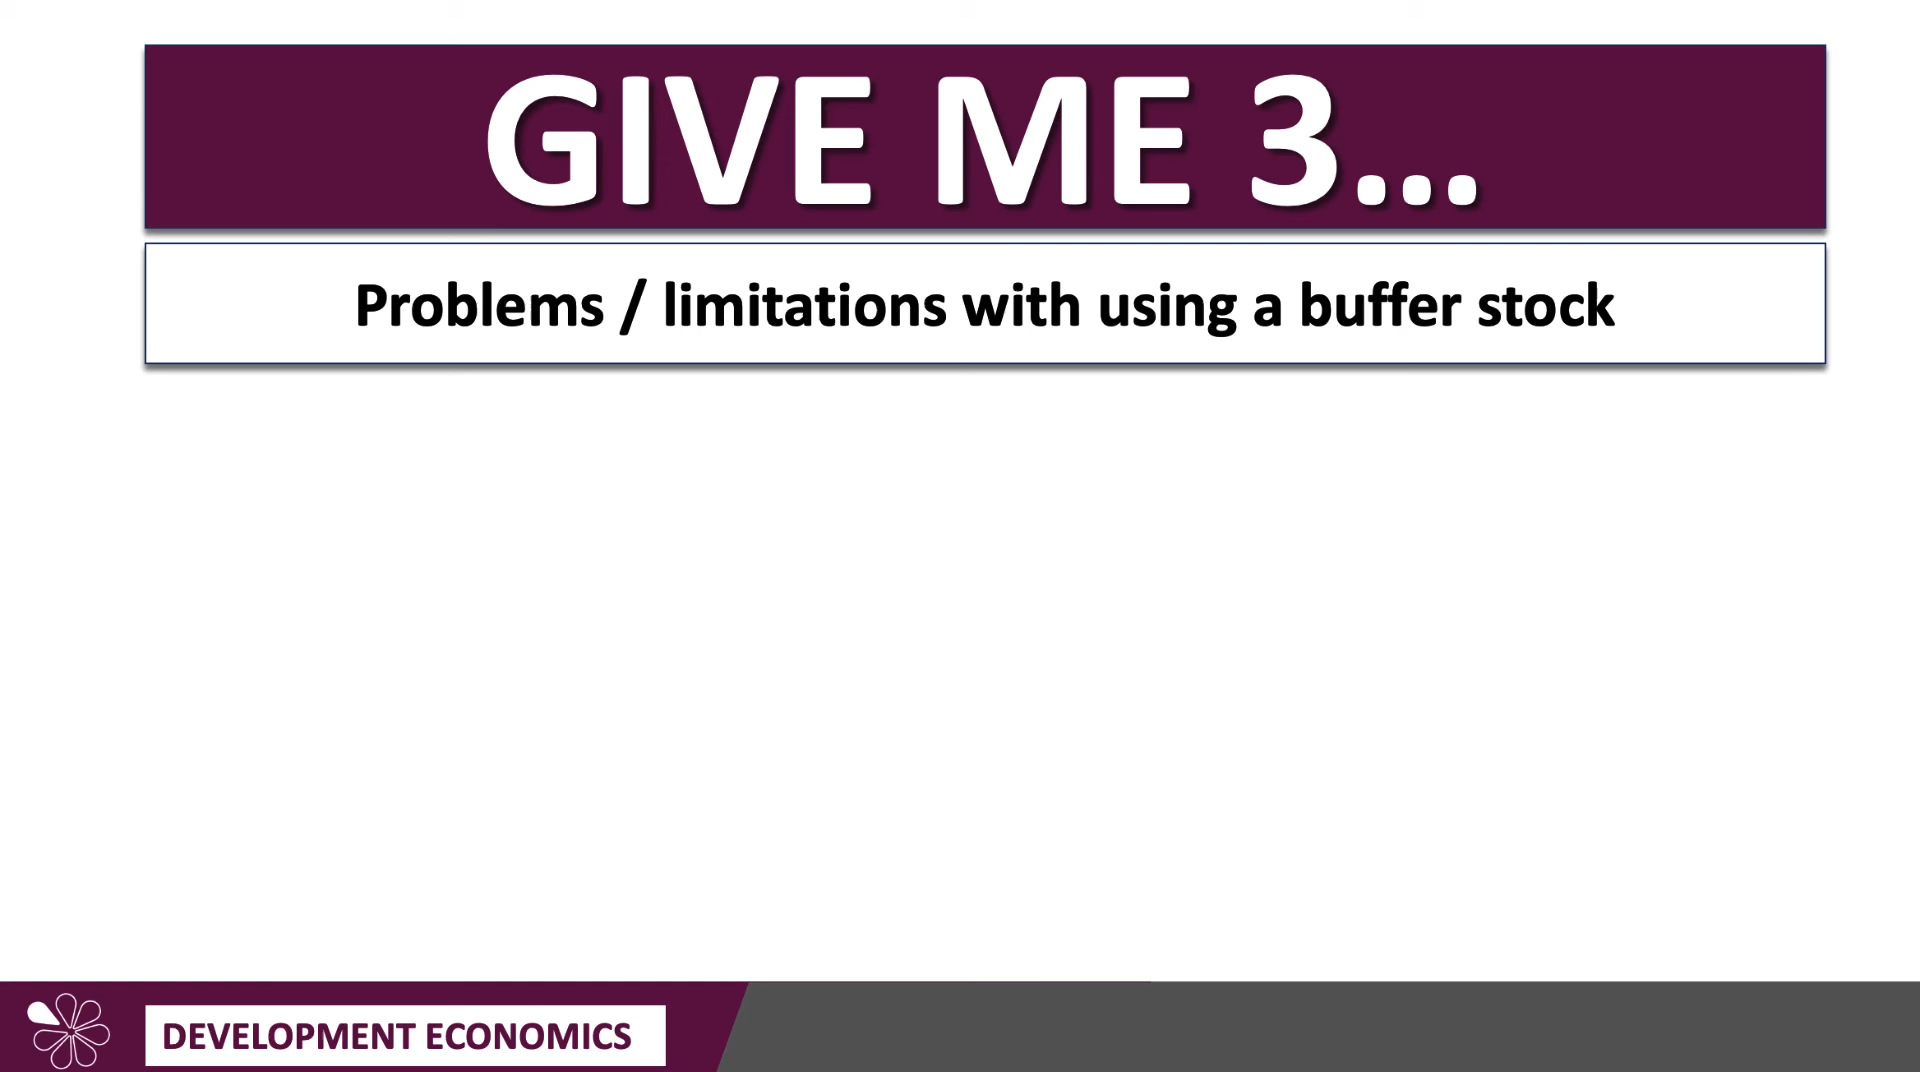 GIVE ME 3...
Problems / limitations with using a buffer stock
DEVELOPMENT ECONOMICS